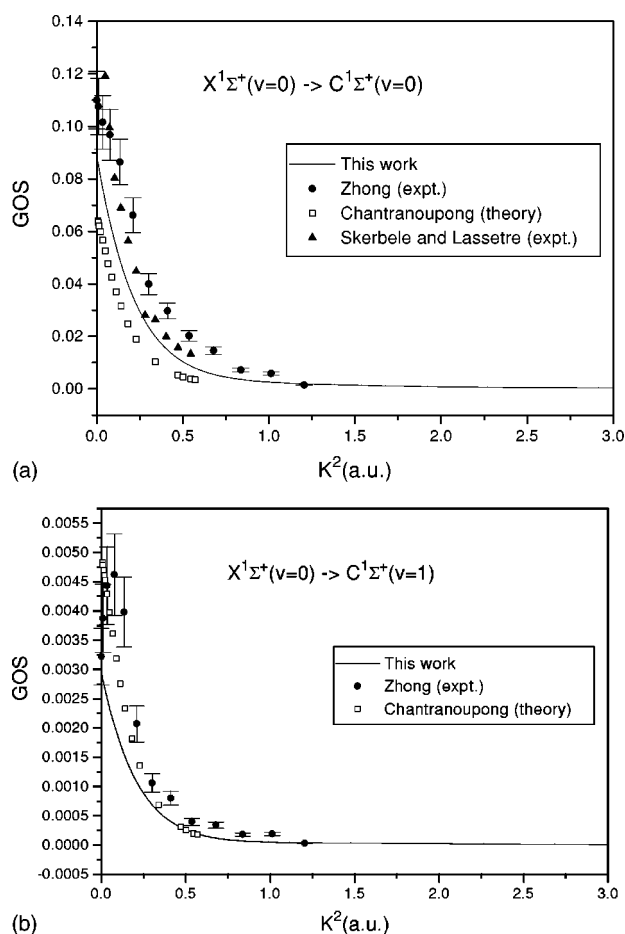 0.14
0.12
0.10
0.08
0.06
0.04
0.02
0.00
GOS
X¹Σ⁺(v=0) -> C¹Σ⁺(v=0)
This work
Zhong (expt.)
Chantranoupong (theory)
Skerbele and Lassetre (expt.)
0.0 0.5 1.0 1.5 2.0 2.5 3.0
(a)
K²(a.u.)
0.0055
0.0050
0.0045
0.0040
0.0035
0.0030
0.0025
0.0020
0.0015
0.0010
0.0005
0.0000
-0.0005
GOS
X¹Σ⁺(v=0) -> C¹Σ⁺(v=1)
This work
Zhong (expt.)
Chantranoupong (theory)
0.0 0.5 1.0 1.5 2.0 2.5 3.0
(b)
K²(a.u.)